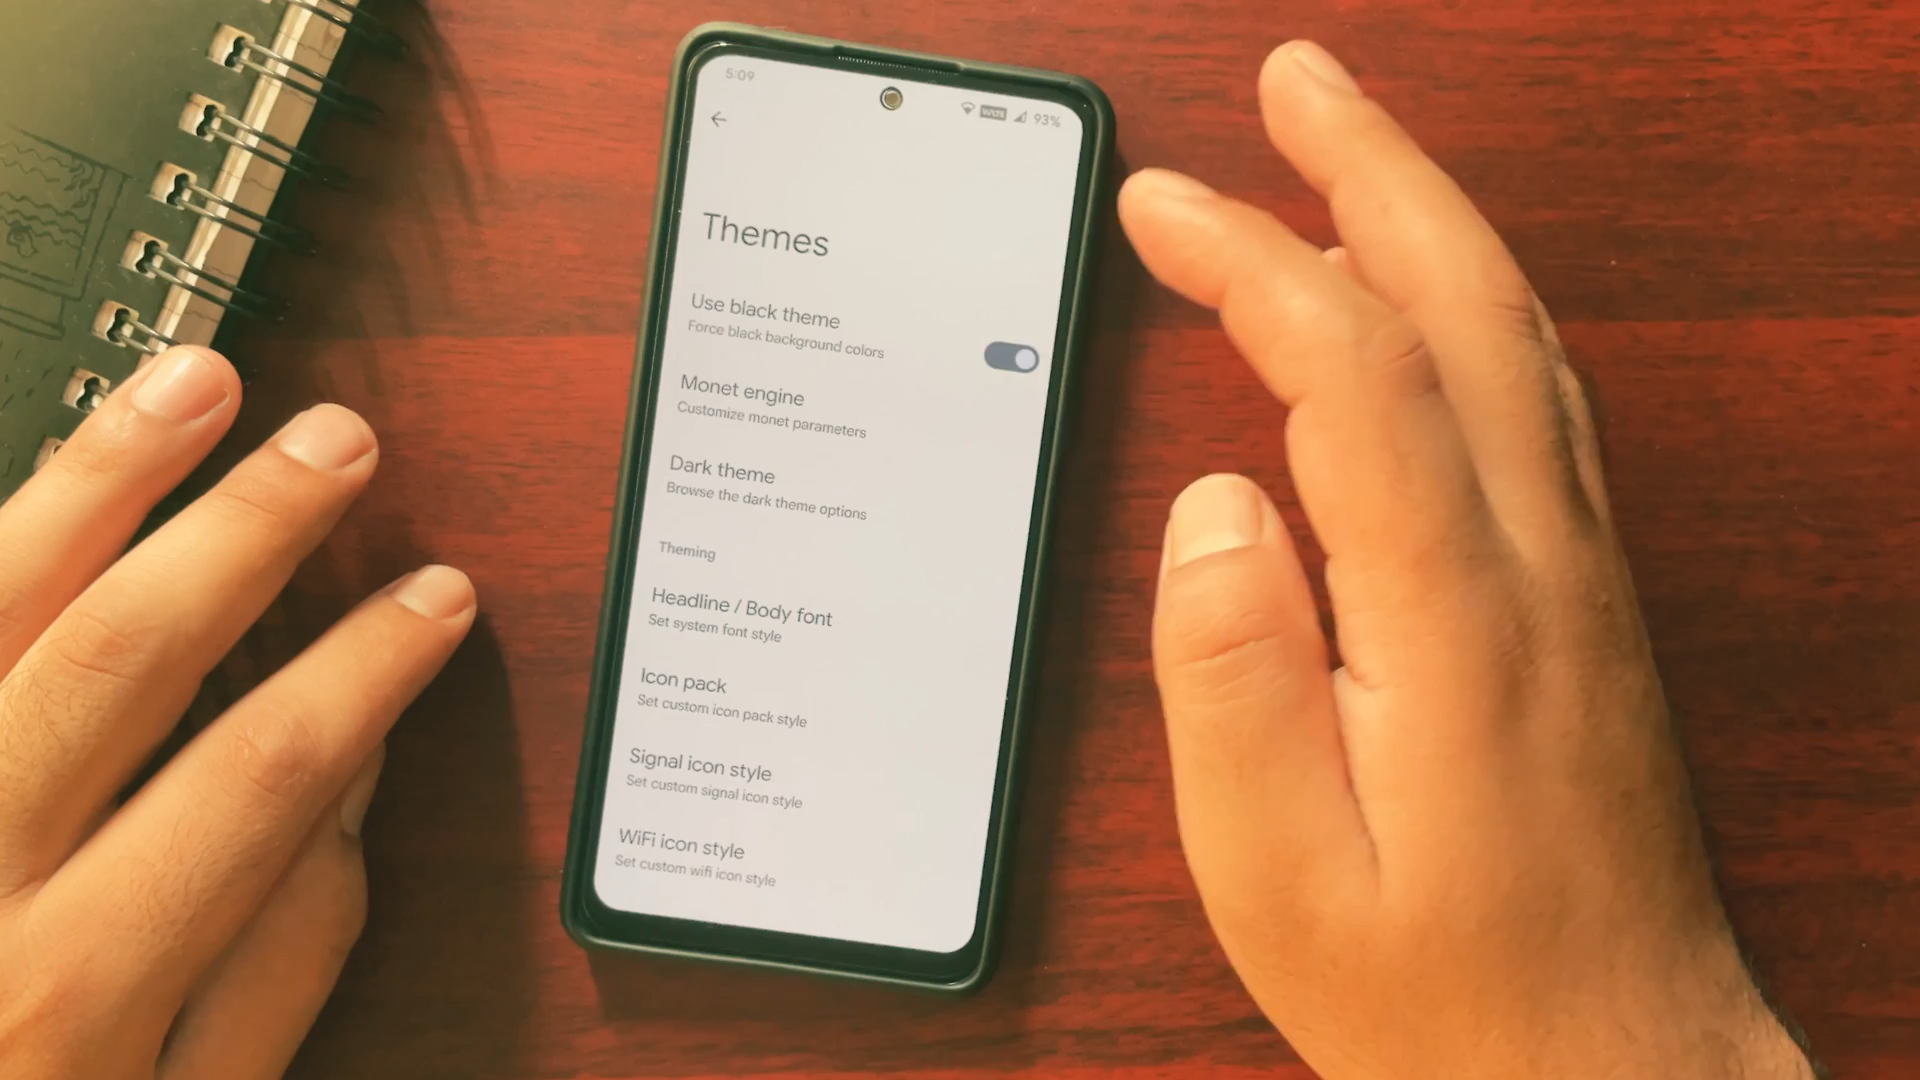 5:09
VoLTE 93%
Themes
Use black theme
Force black background colors
Monet engine
Customize monet parameters
Dark theme
Browse the dark theme options
Theming
Headline / Body font
Set system font style
Icon pack
Set custom icon pack style
Signal icon style
Set custom signal icon style
WiFi icon style
Set custom wifi icon style